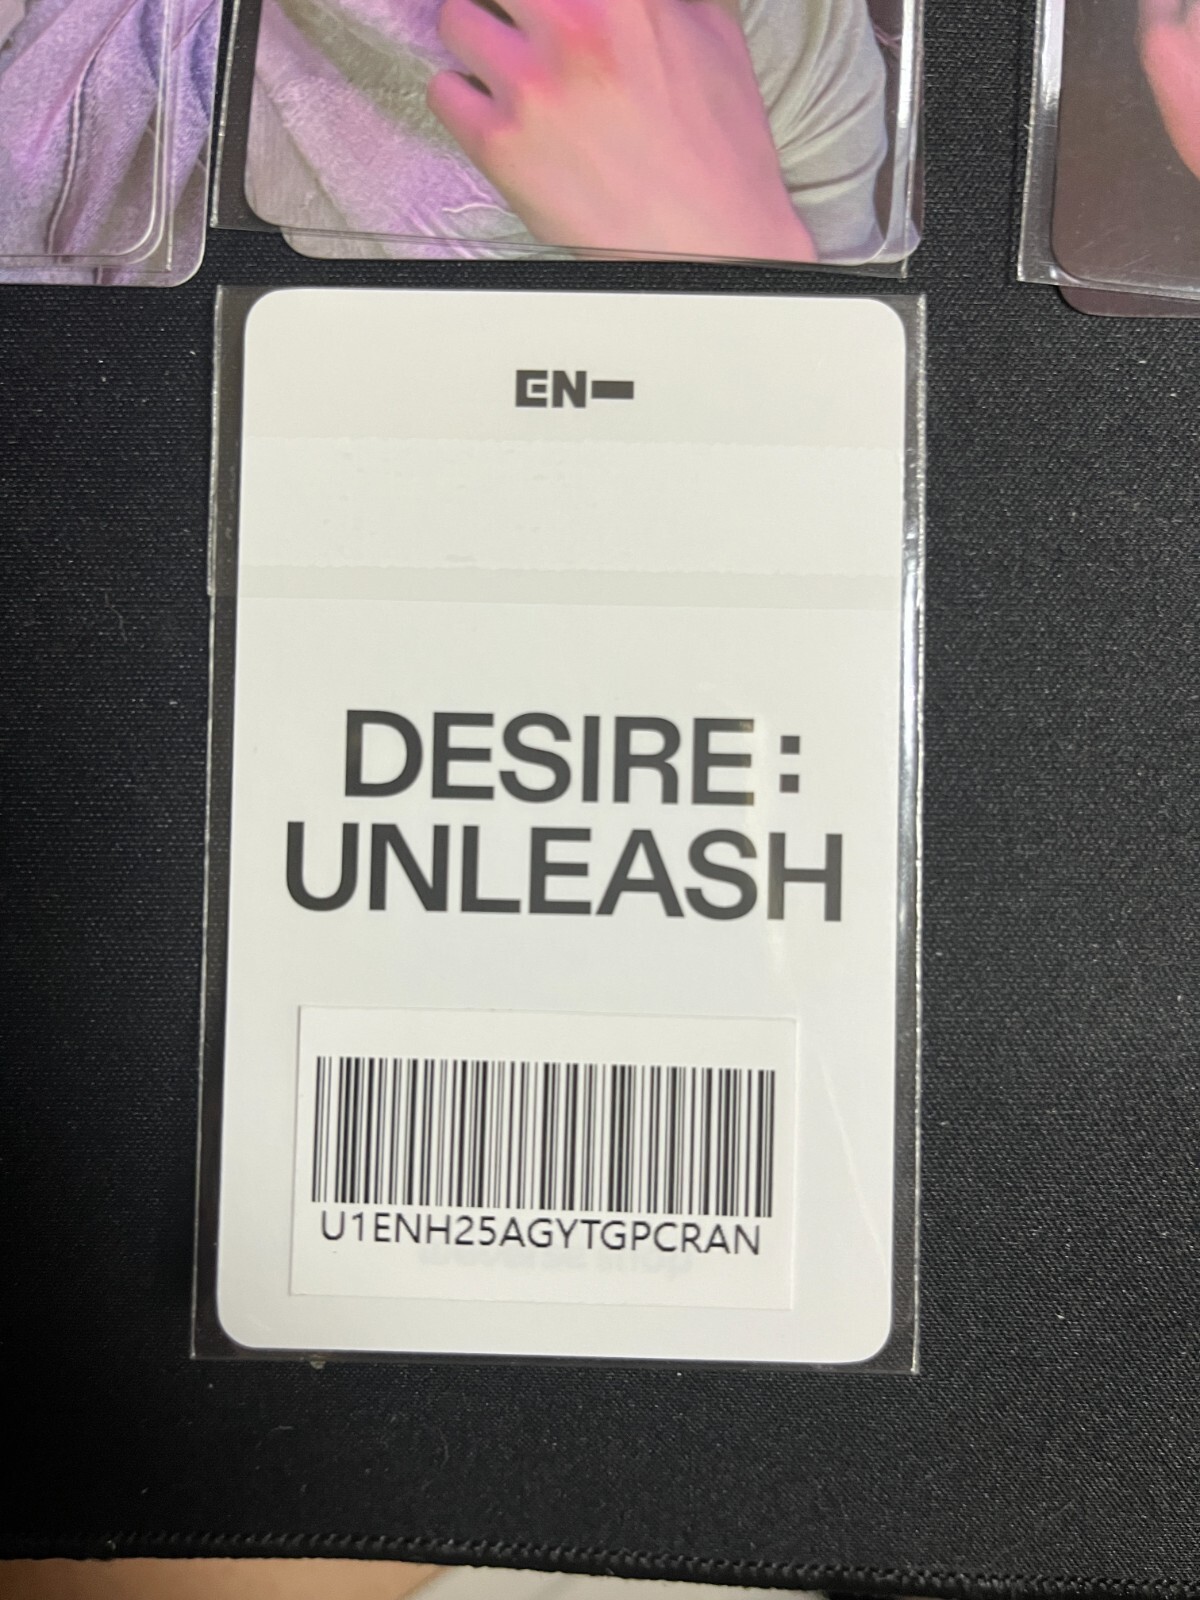 EN-
DESIRE:
UNLEASH
U1ENH25AGYTGPCRAN